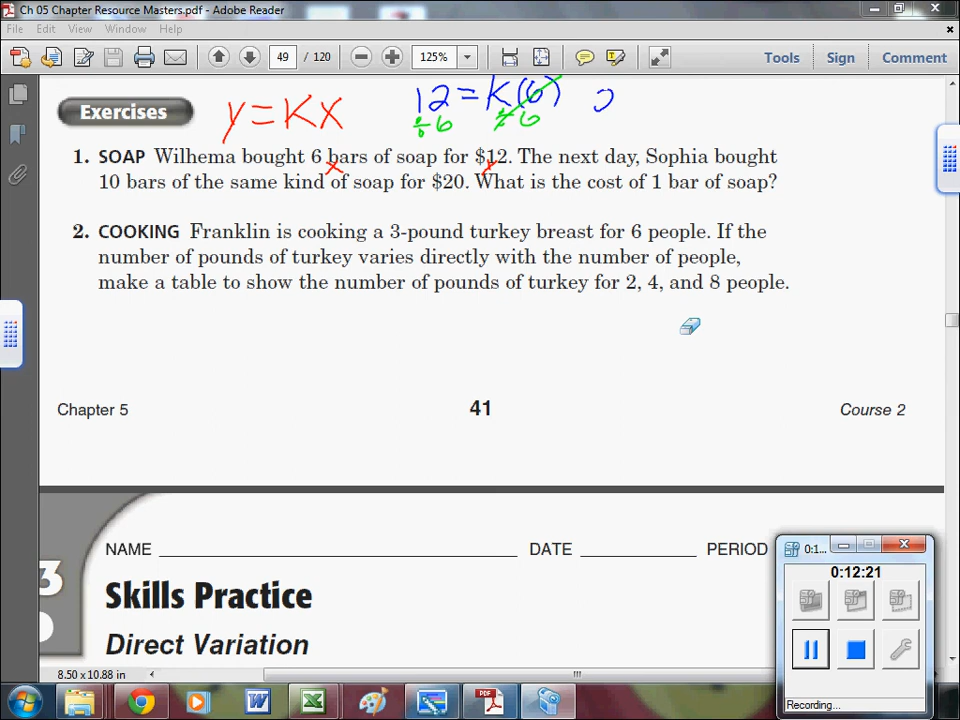 Ch 05 Chapter Resource Masters.pdf - Adobe Reader
File Edit View Window Help
49 / 120 125% Tools Sign Comment
Exercises
y = Kx
12 = K(6) 2
÷6 ÷6
1. SOAP Wilhema bought 6 bars of soap for $12. The next day, Sophia bought
x y
10 bars of the same kind of soap for $20. What is the cost of 1 bar of soap?
2. COOKING Franklin is cooking a 3-pound turkey breast for 6 people. If the
number of pounds of turkey varies directly with the number of people,
make a table to show the number of pounds of turkey for 2, 4, and 8 people.
Chapter 5 41 Course 2
NAME DATE PERIOD
3
Skills Practice
Direct Variation
8.50 x 10.88 in
0:1...
0:12:21
Recording...